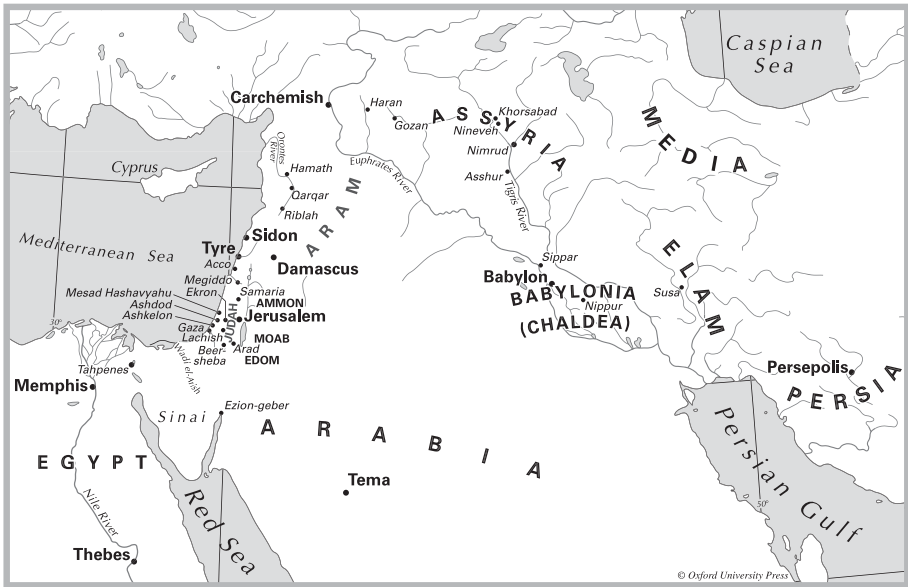 Caspian
Sea
Carchemish
Haran
Gozan
ASSYRIA
Khorsabad
Nineveh
Nimrud
Asshur
Tigris River
MEDIA
Orontes
River
Euphrates River
Cyprus
Hamath
Qarqar
Riblah
ARAM
Mediterranean Sea
Sidon
Tyre
Acco
Damascus
Megiddo
Ekron
Samaria
Mesad Hashavyahu
Ashdod
Ashkelon
AMMON
Jerusalem
JUDAH
Gaza
Lachish
MOAB
Beer-
sheba
Arad
EDOM
Sippar
Babylon
BABYLONIA
(CHALDEA)
Nippur
ELAM
Susa
Persepolis
PERSIA
30°
30°
Tahpenes
Wadi el-Arish
Memphis
Sinai
Ezion-geber
ARABIA
EGYPT
Tema
Nile River
Red Sea
Thebes
Persian Gulf
50°
© Oxford University Press